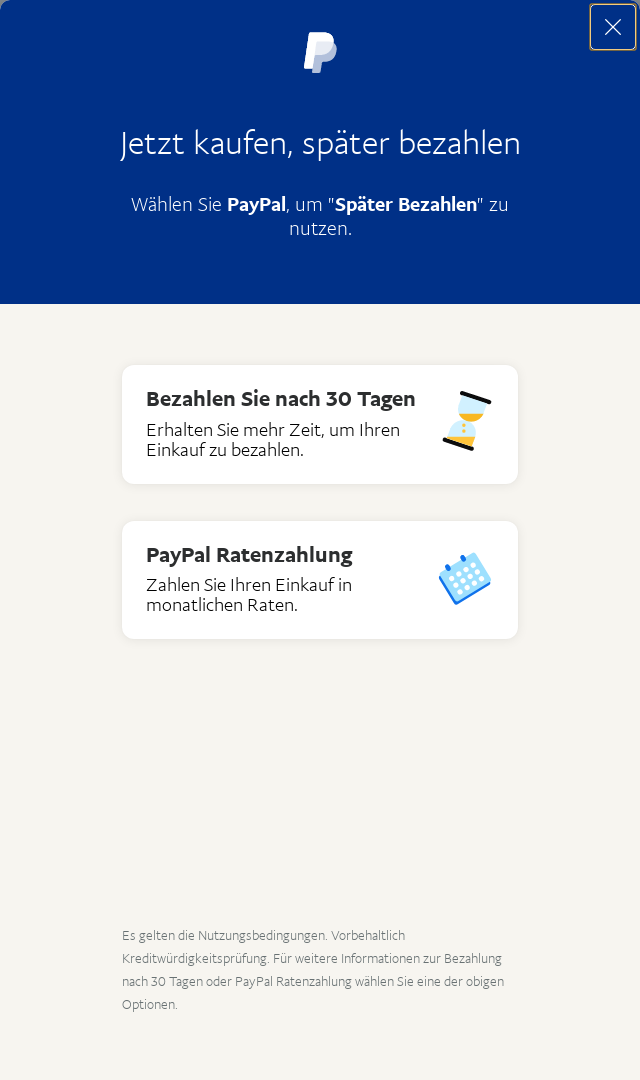 Jetzt kaufen, später bezahlen
Wählen Sie PayPal, um "Später Bezahlen" zu
nutzen.
Bezahlen Sie nach 30 Tagen
Erhalten Sie mehr Zeit, um Ihren
Einkauf zu bezahlen.
PayPal Ratenzahlung
Zahlen Sie Ihren Einkauf in
monatlichen Raten.
Es gelten die Nutzungsbedingungen. Vorbehaltlich
Kreditwürdigkeitsprüfung. Für weitere Informationen zur Bezahlung
nach 30 Tagen oder PayPal Ratenzahlung wählen Sie eine der obigen
Optionen.